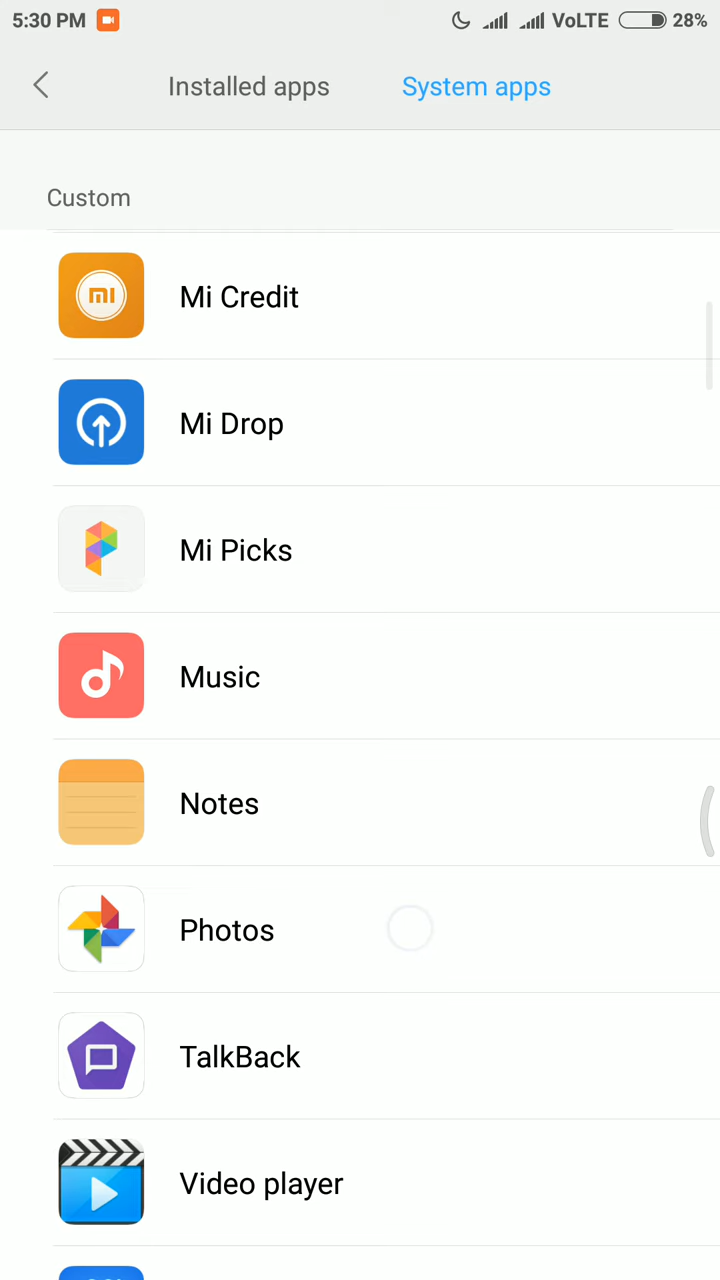 5:30 PM VoLTE 28%
Installed apps System apps
Custom
Mi Credit
Mi Drop
Mi Picks
Music
Notes
Photos
TalkBack
Video player